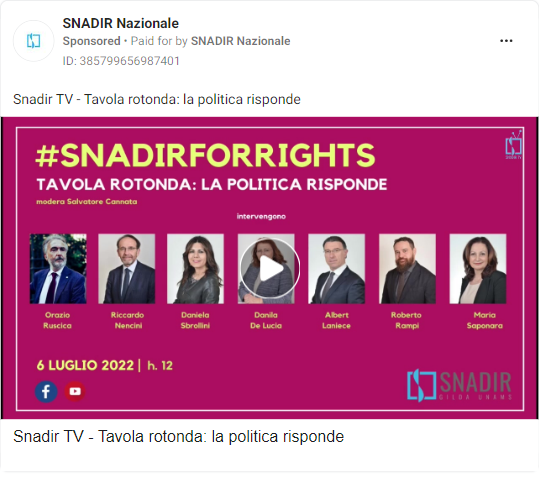 SNADIR Nazionale
Sponsored • Paid for by SNADIR Nazionale
ID: 385799656987401
Snadir TV - Tavola rotonda: la politica risponde
#SNADIRFORRIGHTS
TAVOLA ROTONDA: LA POLITICA RISPONDE
modera Salvatore Cannata
intervengono
Orazio Ruscica
Riccardo Nencini
Daniela Sbrollini
Danila De Lucia
Albert Laniece
Roberto Rampi
Maria Saponara
6 LUGLIO 2022 | h. 12
SNADIR
GILDA UNAMS
Snadir TV - Tavola rotonda: la politica risponde